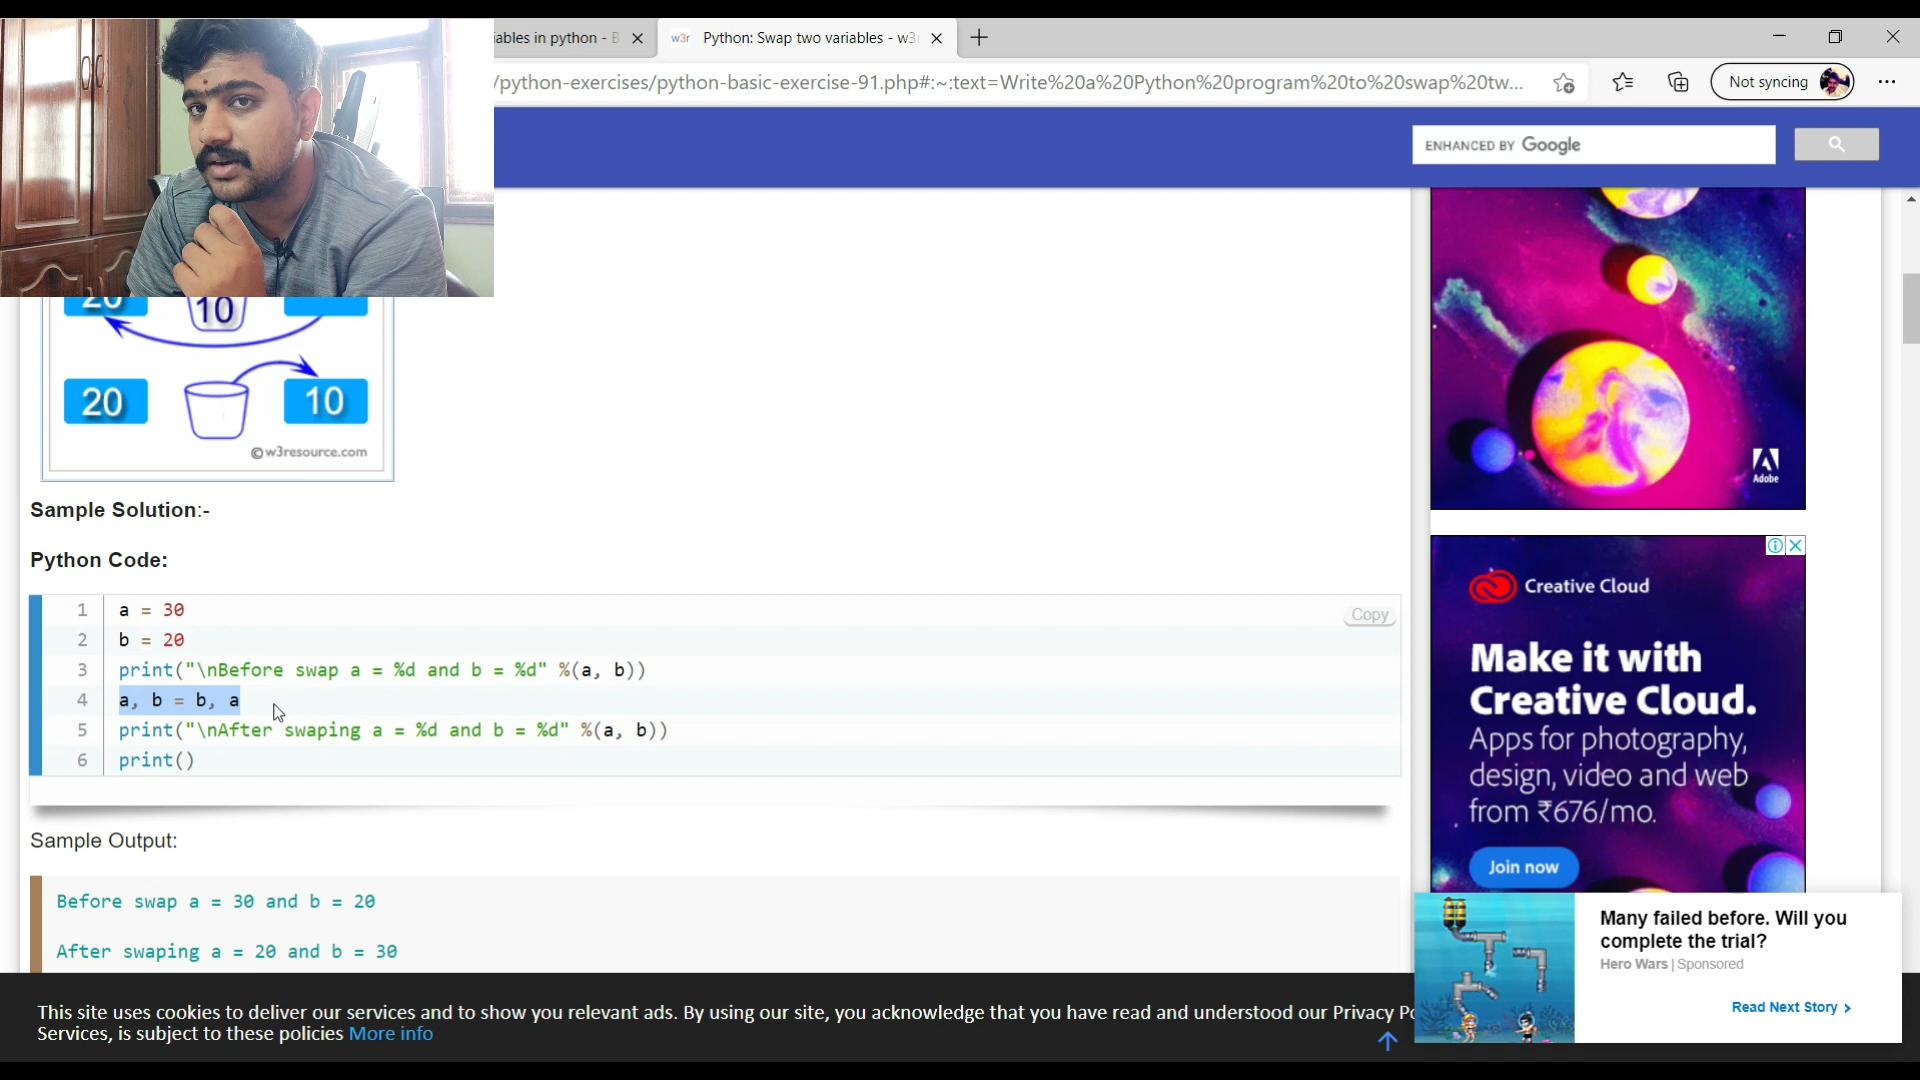 ables in python - B
w3r Python: Swap two variables - w3
/python-exercises/python-basic-exercise-91.php#:~:text=Write%20a%20Python%20program%20to%20swap%20tw...
Not syncing
ENHANCED BY Google
20 10
20 10
©w3resource.com
Sample Solution:-
Python Code:
Copy
1 a = 30
2 b = 20
3 print("\nBefore swap a = %d and b = %d" %(a, b))
4 a, b = b, a
5 print("\nAfter swaping a = %d and b = %d" %(a, b))
6 print()
Sample Output:
Before swap a = 30 and b = 20
After swaping a = 20 and b = 30
This site uses cookies to deliver our services and to show you relevant ads. By using our site, you acknowledge that you have read and understood our Privacy Po
Services, is subject to these policies More info
Adobe
Creative Cloud
Make it with
Creative Cloud.
Apps for photography,
design, video and web
from ₹676/mo.
Join now
Many failed before. Will you
complete the trial?
Hero Wars | Sponsored
Read Next Story >